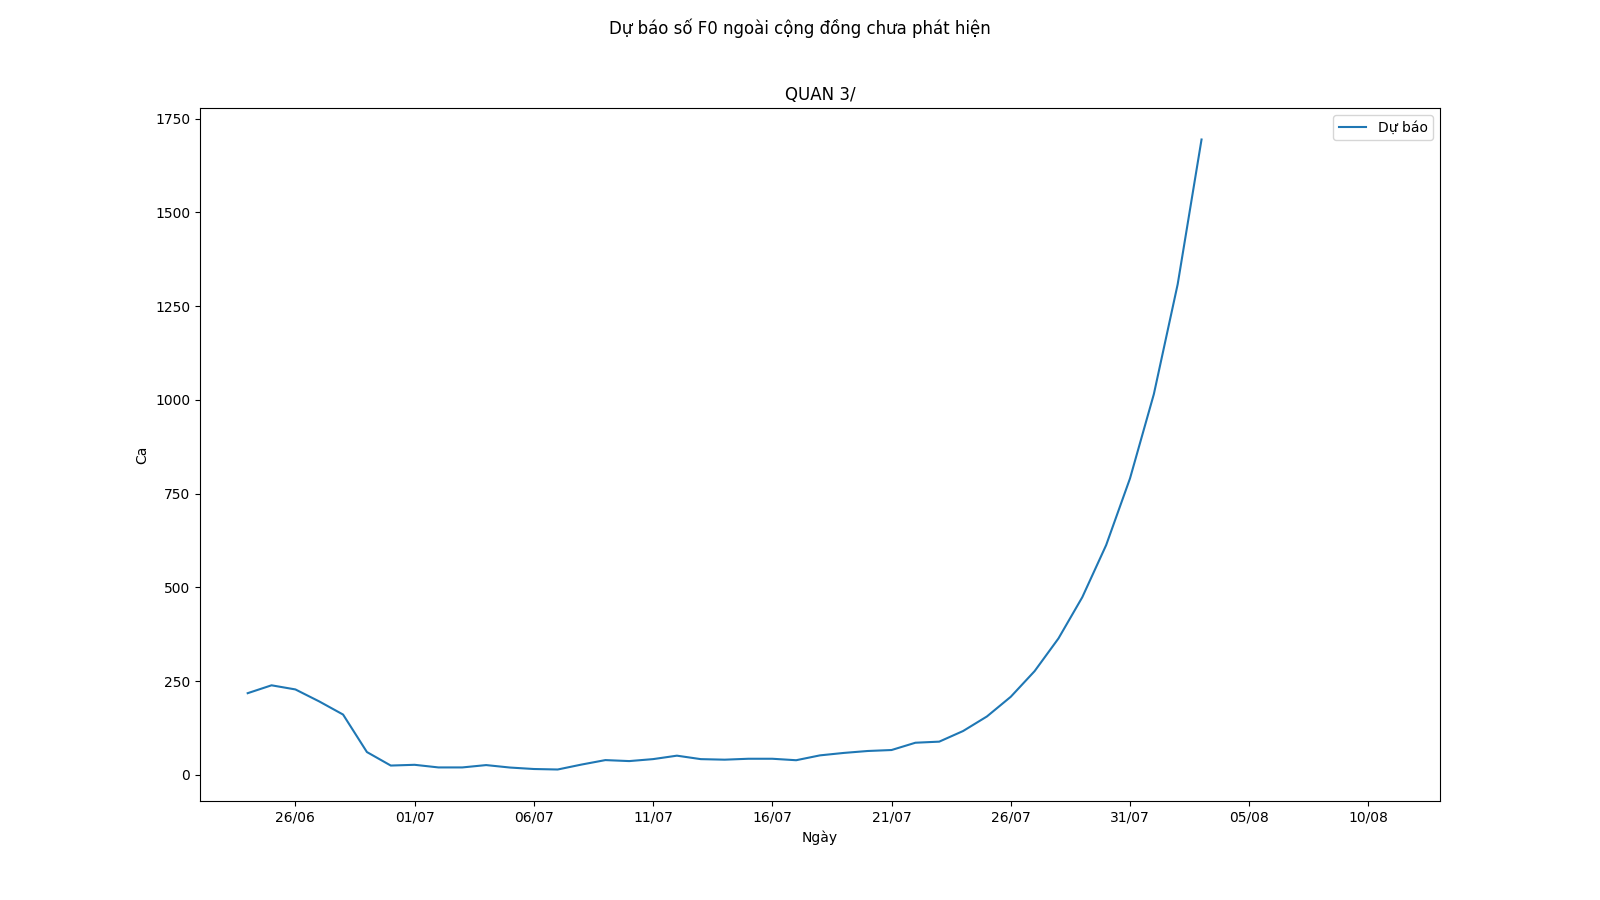 Dự báo số F0 ngoài cộng đồng chưa phát hiện
QUAN 3/
Dự báo
1750
1500
1250
1000
750
500
250
0
Ca
26/06 01/07 06/07 11/07 16/07 21/07 26/07 31/07 05/08 10/08
Ngày